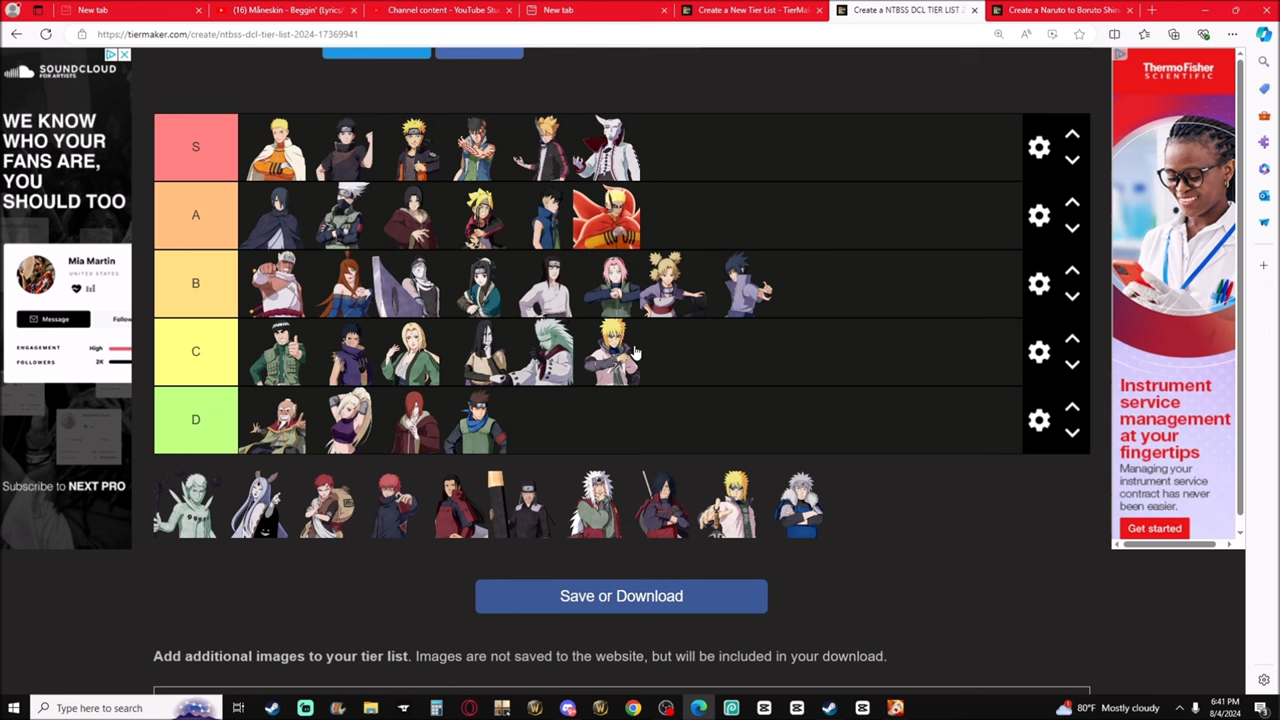 New tab
(16) Måneskin - Beggin' (Lyrics/
Channel content - YouTube Stu
New tab
Create a New Tier List - TierMa
Create a NTBSS DCL TIER LIST 2
Create a Naruto to Boruto Shin
https://tiermaker.com/create/ntbss-dcl-tier-list-2024-17369941
SOUNDCLOUD
FOR ARTISTS
WE KNOW
WHO YOUR
FANS ARE,
YOU
SHOULD TOO
Mia Martin
UNITED STATES
Message
Follow
ENGAGEMENT High
FOLLOWERS 2K
Subscribe to NEXT PRO
S
A
B
C
D
ThermoFisher
SCIENTIFIC
Instrument
service
management
at your
fingertips
Managing your
instrument service
contract has never
been easier.
Get started
Save or Download
Add additional images to your tier list. Images are not saved to the website, but will be included in your download.
Type here to search
80°F Mostly cloudy
6:41 PM
8/4/2024
3